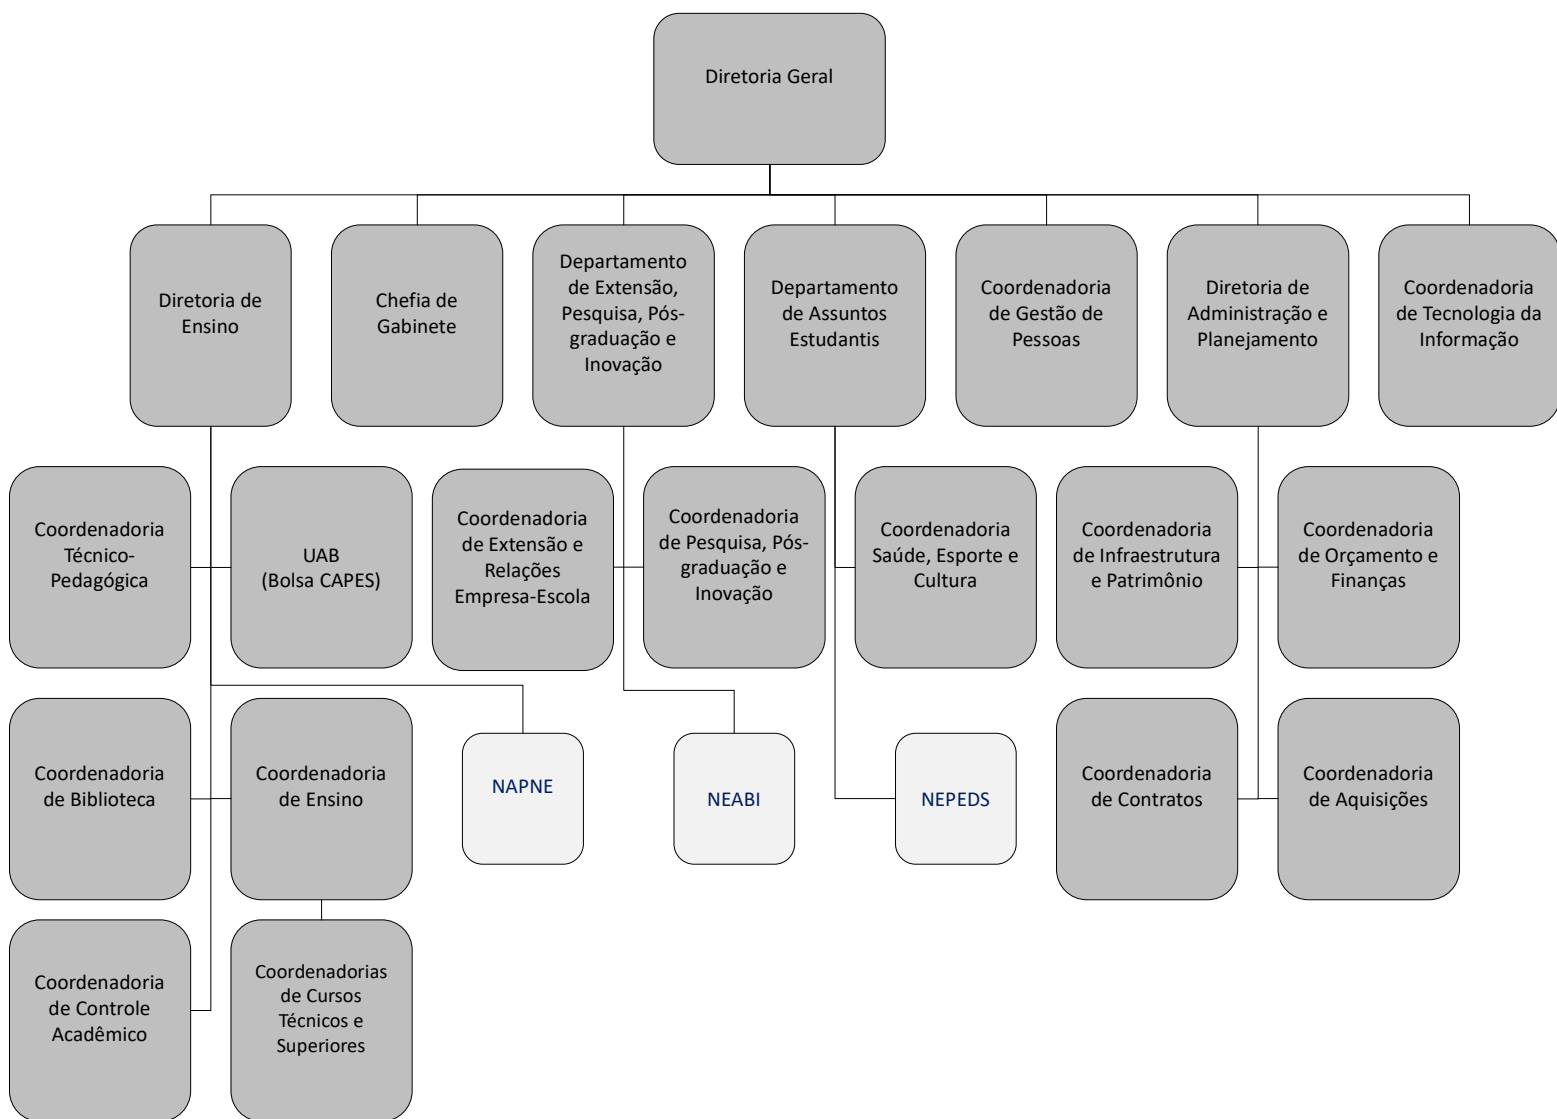 Diretoria Geral
Diretoria de
Ensino
Chefia de
Gabinete
Departamento
de Extensão,
Pesquisa, Pós-
graduação e
Inovação
Departamento
de Assuntos
Estudantis
Coordenadoria
de Gestão de
Pessoas
Diretoria de
Administração e
Planejamento
Coordenadoria
de Tecnologia da
Informação
Coordenadoria
Técnico-
Pedagógica
UAB
(Bolsa CAPES)
Coordenadoria
de Extensão e
Relações
Empresa-Escola
Coordenadoria
de Pesquisa, Pós-
graduação e
Inovação
Coordenadoria
Saúde, Esporte e
Cultura
Coordenadoria
de Infraestrutura
e Patrimônio
Coordenadoria
de Orçamento e
Finanças
Coordenadoria
de Biblioteca
Coordenadoria
de Ensino
NAPNE
NEABI
NEPEDS
Coordenadoria
de Contratos
Coordenadoria
de Aquisições
Coordenadoria
de Controle
Acadêmico
Coordenadorias
de Cursos
Técnicos e
Superiores